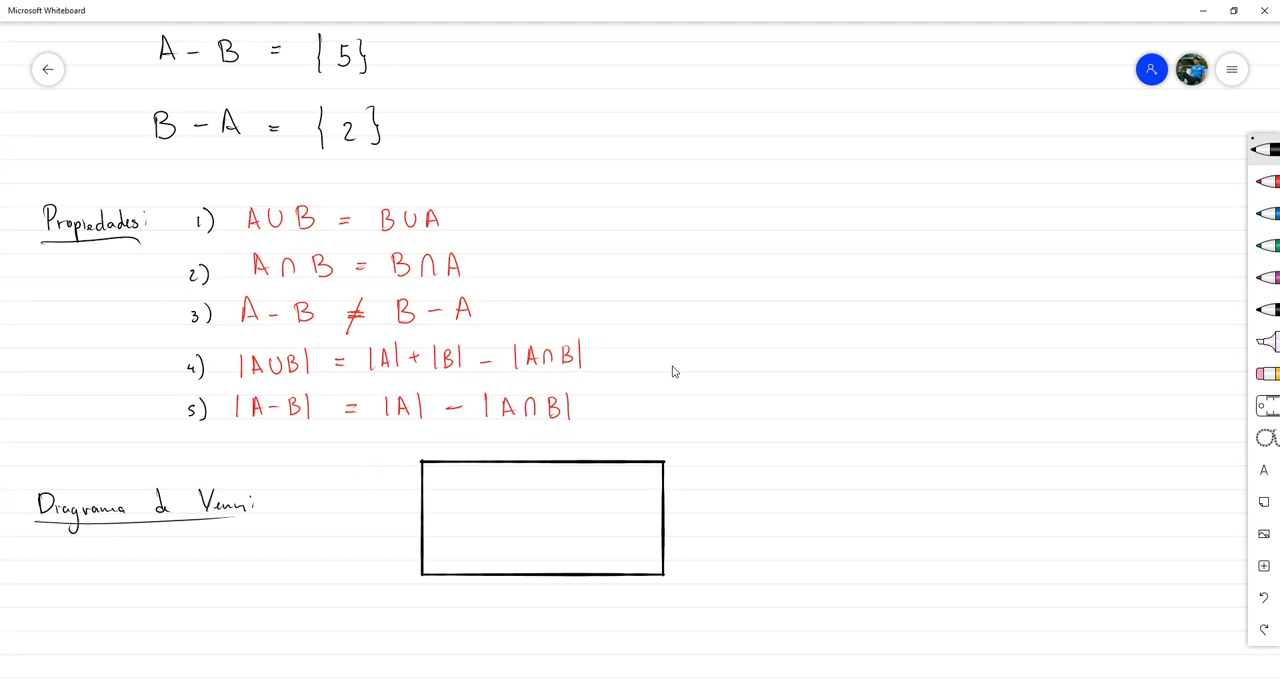 Microsoft Whiteboard
A - B = {5}
B - A = {2}
Propiedades: 1) A ∪ B = B ∪ A
2) A ∩ B = B ∩ A
3) A - B ≠ B - A
4) |A∪B| = |A| + |B| - |A∩B|
5) |A-B| = |A| - |A∩B|
Diagrama de Venn:
A